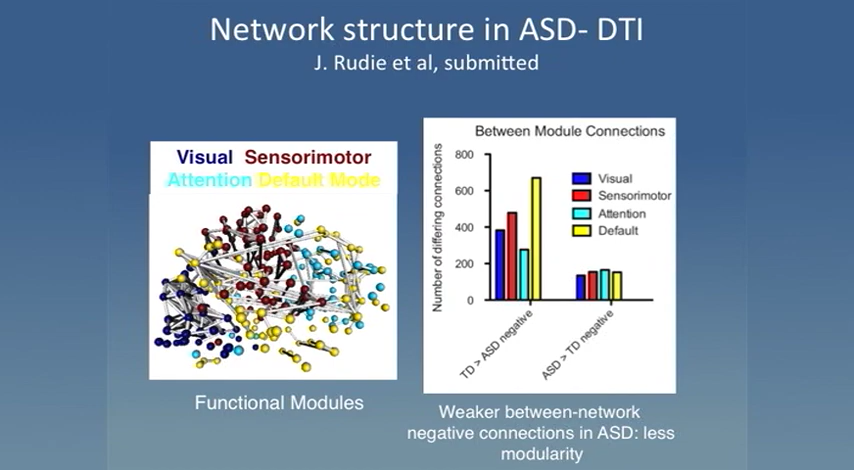 Network structure in ASD- DTI
J. Rudie et al, submitted
Visual Sensorimotor
Attention Default Mode
Functional Modules
Between Module Connections
Number of differing connections
800
600
400
200
0
Visual
Sensorimotor
Attention
Default
TD > ASD negative
ASD > TD negative
Weaker between-network
negative connections in ASD: less
modularity